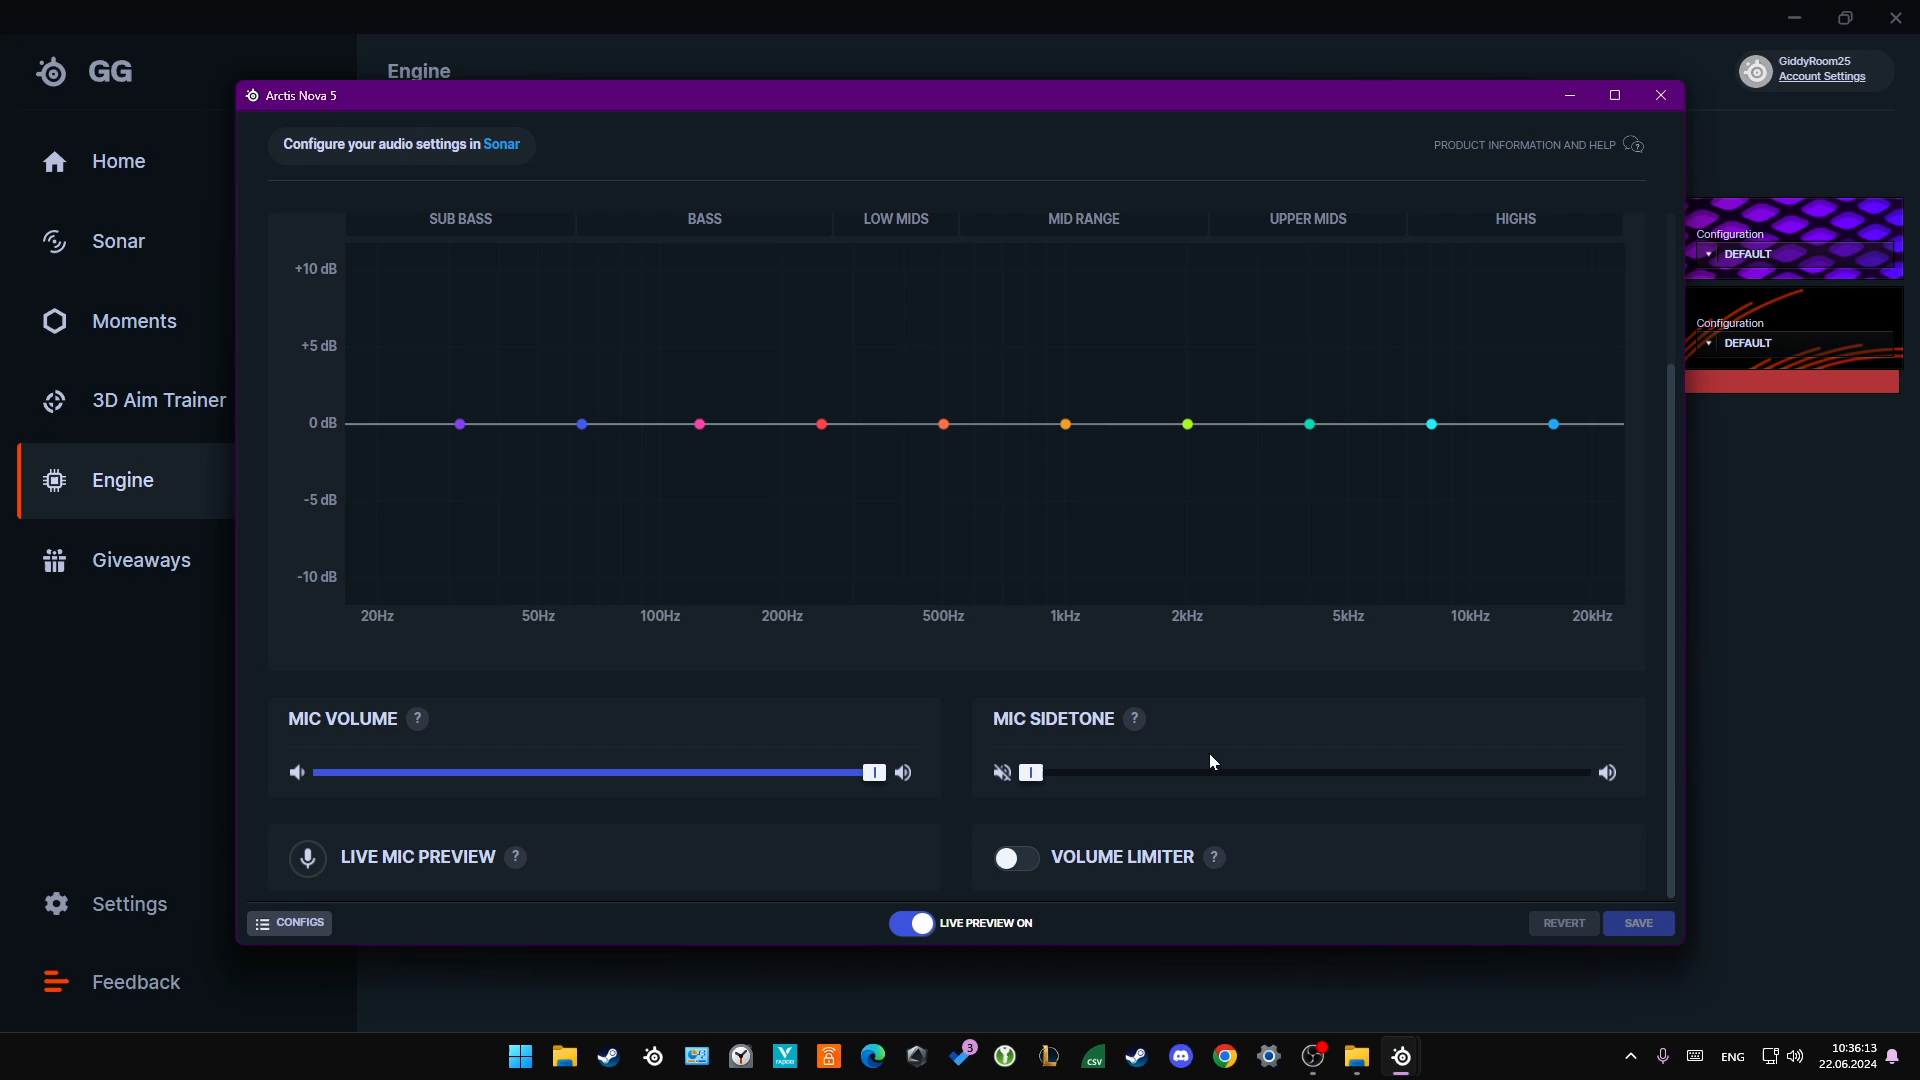 GG
Engine
GiddyRoom25
Account Settings
Arctis Nova 5
Configure your audio settings in Sonar
PRODUCT INFORMATION AND HELP
Home
Sonar
Moments
3D Aim Trainer
Engine
Giveaways
Settings
Feedback
SUB BASS BASS LOW MIDS MID RANGE UPPER MIDS HIGHS
+10 dB
+5 dB
0 dB
-5 dB
-10 dB
20Hz 50Hz 100Hz 200Hz 500Hz 1kHz 2kHz 5kHz 10kHz 20kHz
Configuration
DEFAULT
Configuration
DEFAULT
MIC VOLUME ?
MIC SIDETONE ?
LIVE MIC PREVIEW ?
VOLUME LIMITER ?
CONFIGS
LIVE PREVIEW ON
REVERT
SAVE
V
rapoo
3
CSV
ENG
10:36:13
22.06.2024